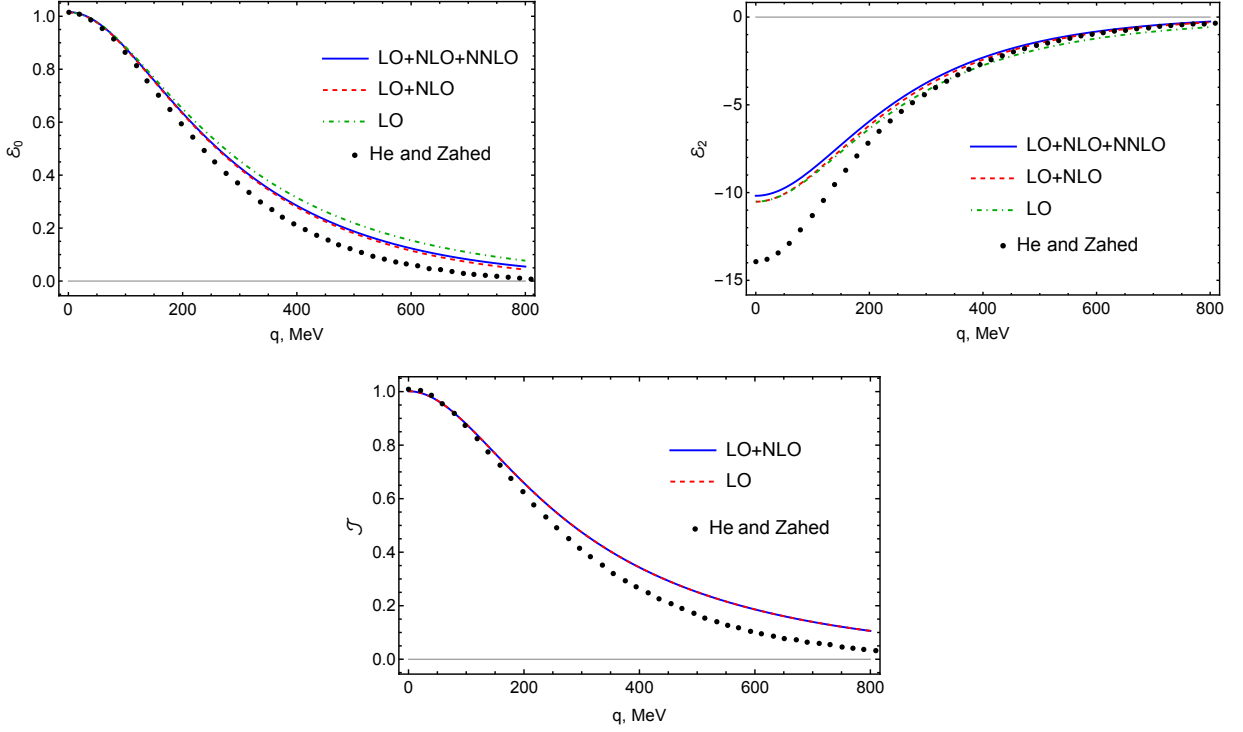 1.0
0.8
0.6
0.4
0.2
0.0
ℰ0
LO+NLO+NNLO
LO+NLO
LO
He and Zahed
0 200 400 600 800
q, MeV
0
-5
-10
-15
ℰ2
LO+NLO+NNLO
LO+NLO
LO
He and Zahed
0 200 400 600 800
q, MeV
1.0
0.8
0.6
0.4
0.2
0.0
𝒥
LO+NLO
LO
He and Zahed
0 200 400 600 800
q, MeV